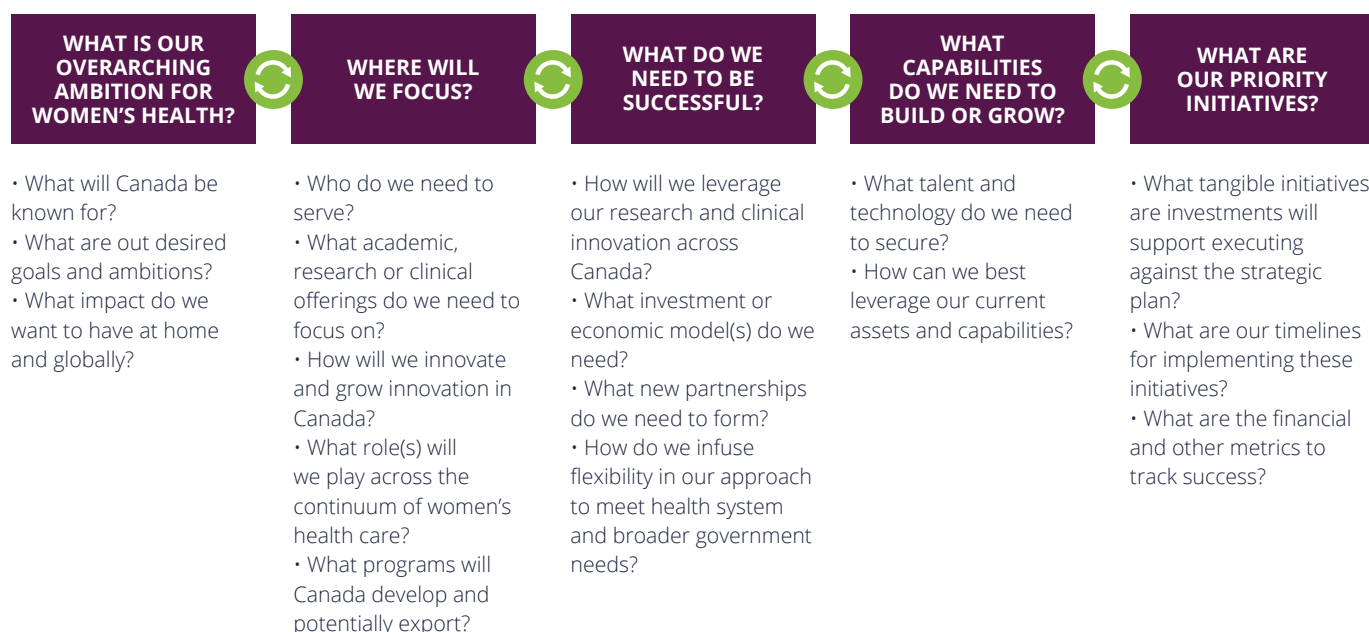 WHAT IS OUR
OVERARCHING
AMBITION FOR
WOMEN’S HEALTH?
• What will Canada be
known for?
• What are out desired
goals and ambitions?
• What impact do we
want to have at home
and globally?
WHERE WILL
WE FOCUS?
• Who do we need to
serve?
• What academic,
research or clinical
offerings do we need to
focus on?
• How will we innovate
and grow innovation in
Canada?
• What role(s) will
we play across the
continuum of women’s
health care?
• What programs will
Canada develop and
potentially export?
WHAT DO WE
NEED TO BE
SUCCESSFUL?
• How will we leverage
our research and clinical
innovation across
Canada?
• What investment or
economic model(s) do we
need?
• What new partnerships
do we need to form?
• How do we infuse
flexibility in our approach
to meet health system
and broader government
needs?
WHAT
CAPABILITIES
DO WE NEED TO
BUILD OR GROW?
• What talent and
technology do we need
to secure?
• How can we best
leverage our current
assets and capabilities?
WHAT ARE
OUR PRIORITY
INITIATIVES?
• What tangible initiatives
are investments will
support executing
against the strategic
plan?
• What are our timelines
for implementing these
initiatives?
• What are the financial
and other metrics to
track success?